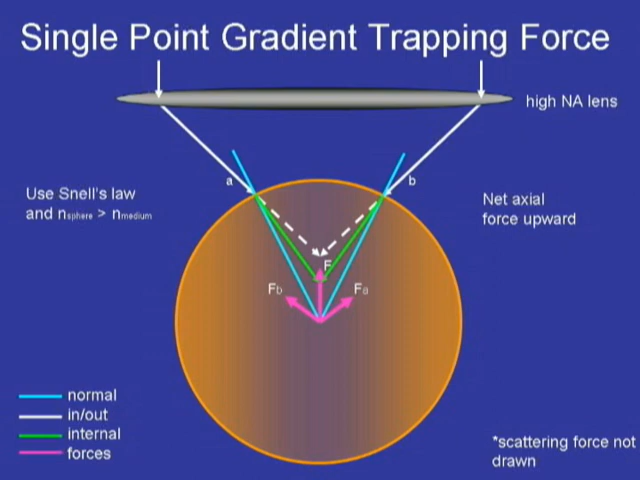 Single Point Gradient Trapping Force
high NA lens
a
b
Use Snell's law
and nsphere > nmedium
Net axial
force upward
F
Fb
Fa
normal
in/out
internal
forces
*scattering force not
drawn